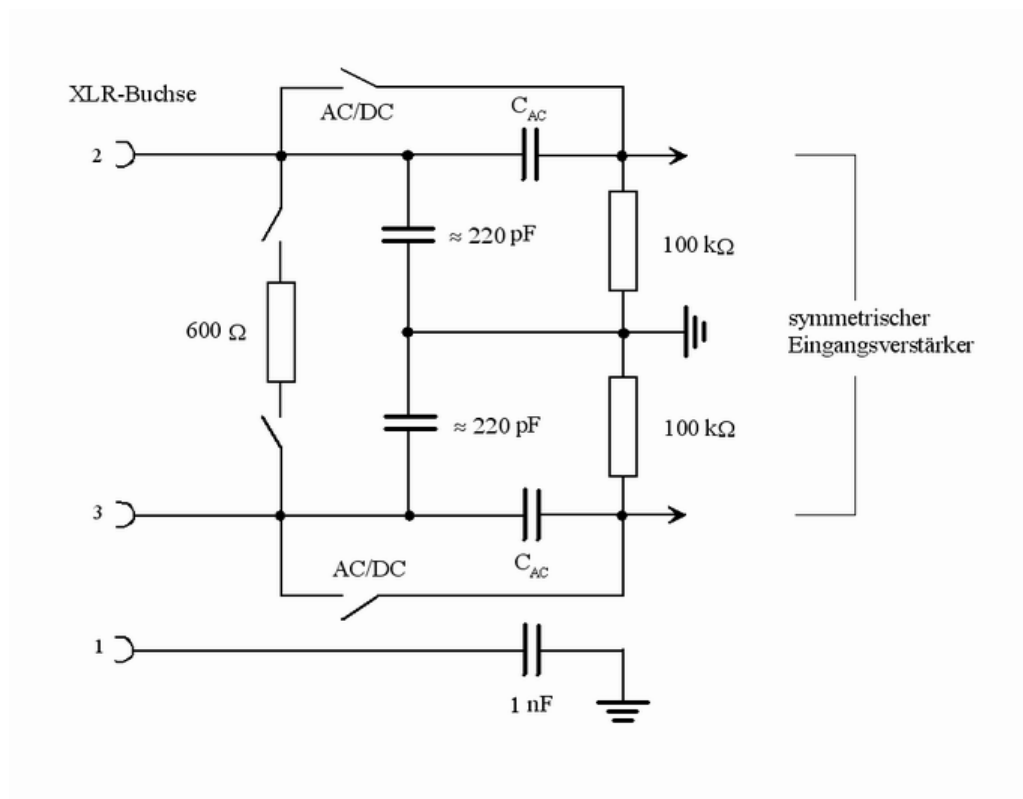 XLR-Buchse
AC/DC
C_AC
2
≈ 220 pF
100 kΩ
600 Ω
symmetrischer
Eingangsverstärker
≈ 220 pF
100 kΩ
3
AC/DC
C_AC
1
1 nF